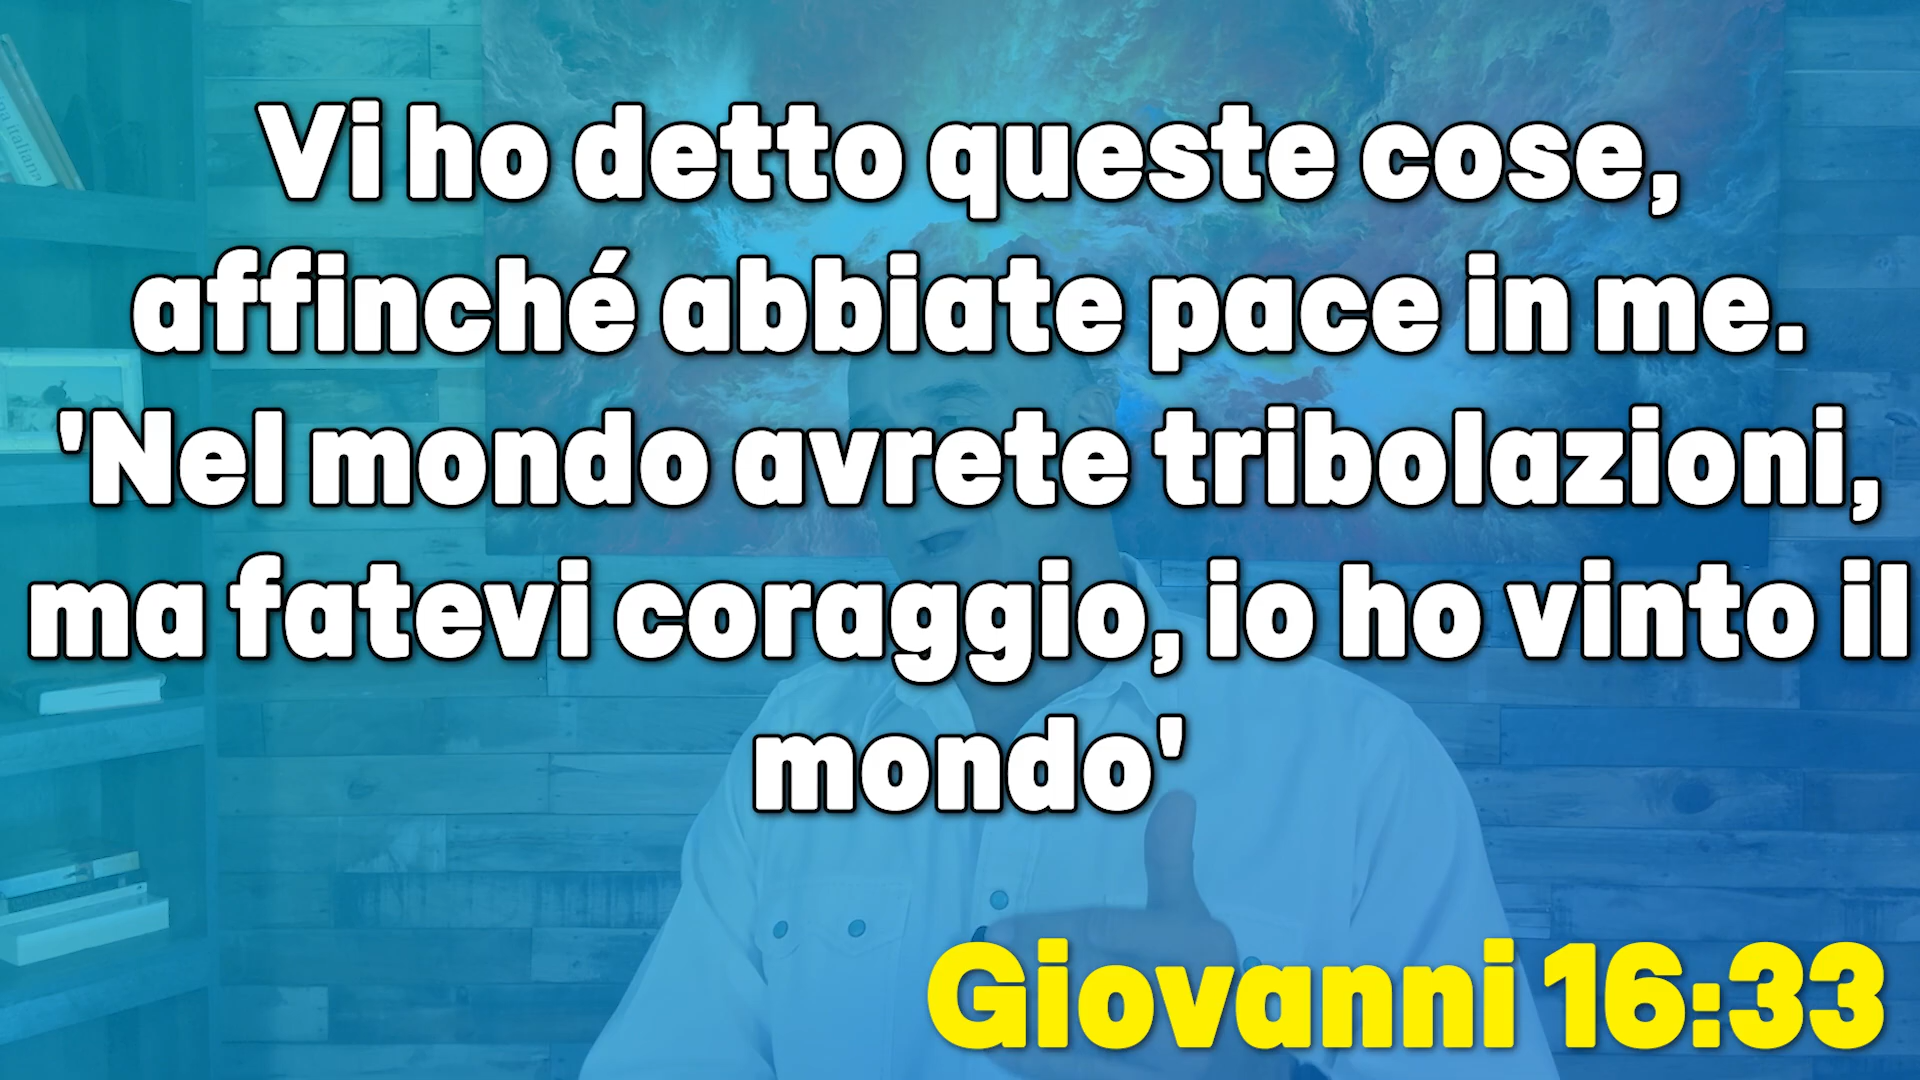 Vi ho detto queste cose,
affinché abbiate pace in me.
'Nel mondo avrete tribolazioni,
ma fatevi coraggio, io ho vinto il
mondo'
Giovanni 16:33
italiana